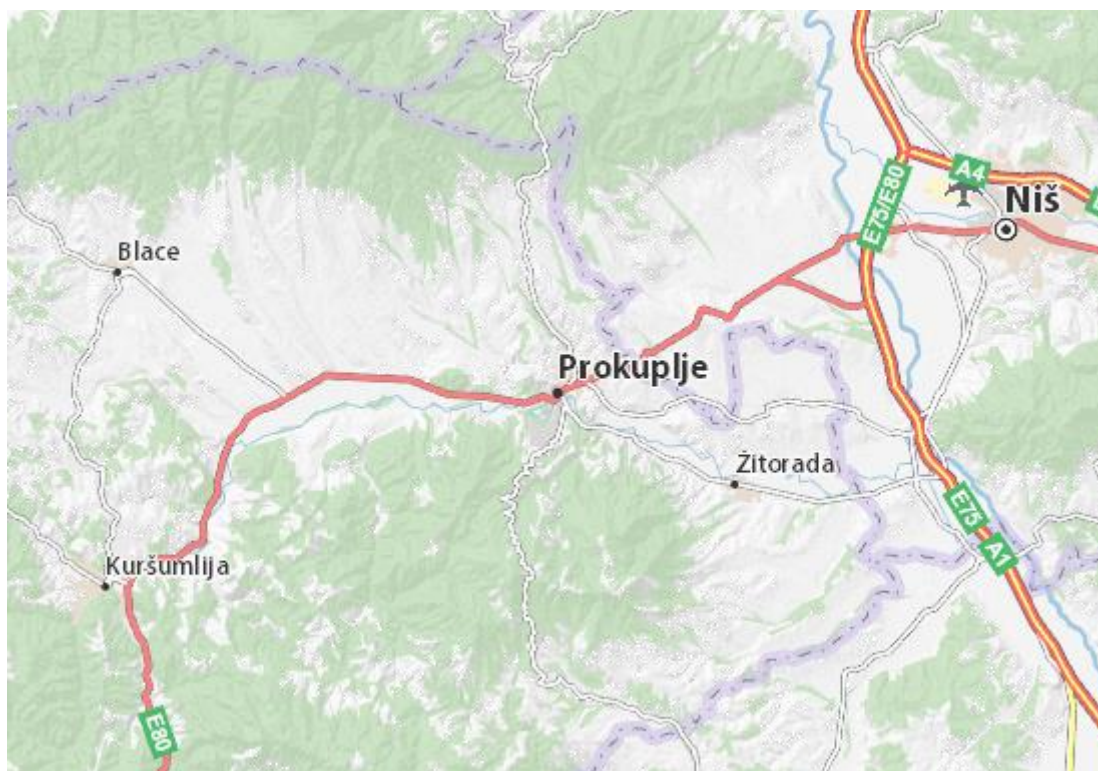 A4
Niš
E75/E80
Blace
Prokuplje
Žitorađa
E75
A1
Kuršumlija
E80